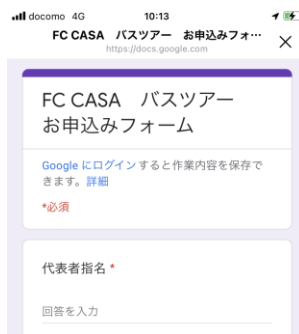 docomo 4G 10:13
FC CASA バスツアー お申込みフォ…
https://docs.google.com
FC CASA バスツアー
お申込みフォーム
Google にログインすると作業内容を保存で
きます。詳細
*必須
代表者指名 *
回答を入力